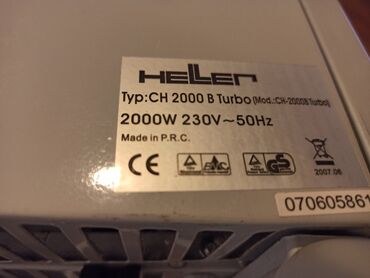 HELLER
Typ:CH 2000 B Turbo (Mod.:CH-2000B Turbo)
2000W 230V~50Hz
Made in P.R.C.
CE EMC GS
2007.06
070605861